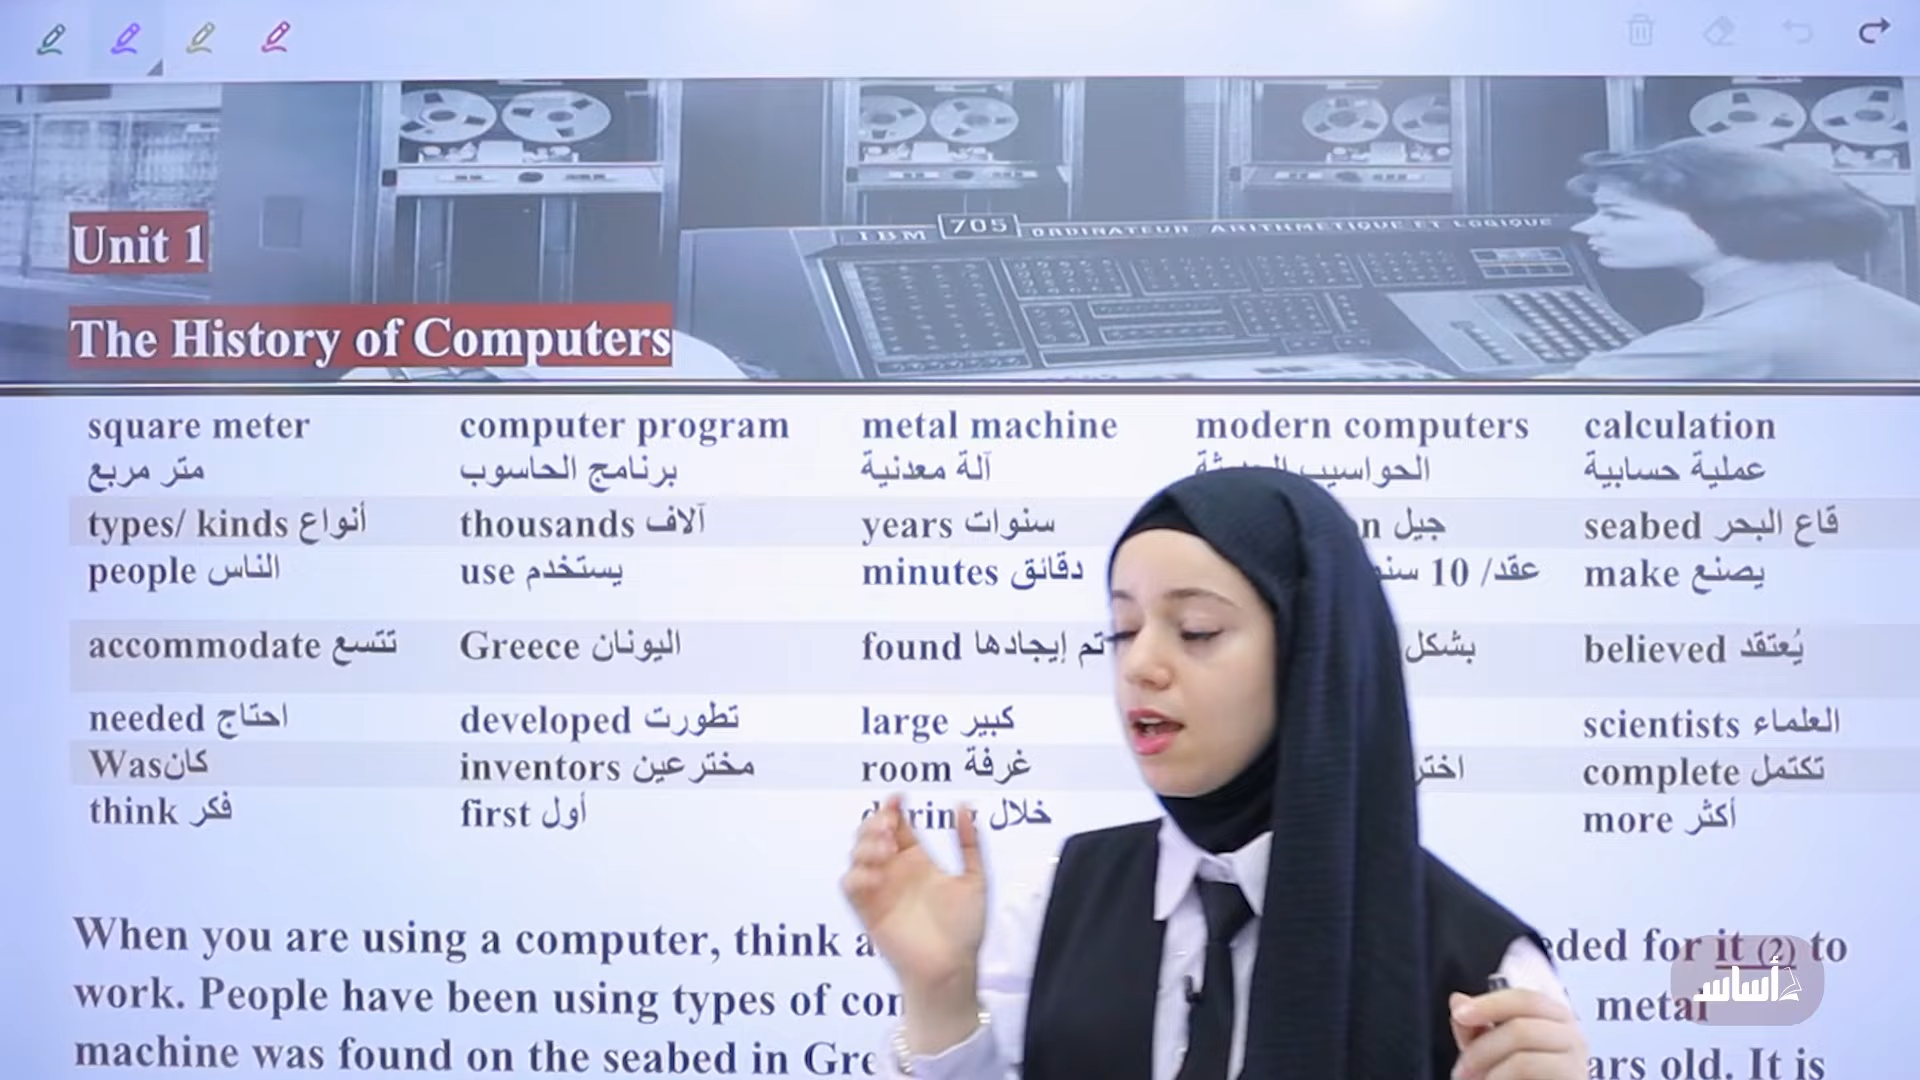 IBM 705 ORDINATEUR ARITHMETIQUE ET LOGIQUE
Unit 1
The History of Computers
square meter computer program metal machine modern computers calculation
متر مربع برنامج الحاسوب آلة معدنية الحواسيب عملية حسابية
types/ kinds أنواع thousands آلاف years سنوات جيل seabed قاع البحر
people الناس use يستخدم minutes دقائق عقد/ 10 make يصنع
accommodate تتسع Greece اليونان found تم إيجادها بشكل believed يُعتقد
needed احتاج developed تطورت large كبير scientists العلماء
Was كان inventors مخترعين room غرفة complete تكتمل
think فكر first أول خلال more أكثر
When you are using a computer, think for it (2) to
work. People have been using types of metal
machine was found on the seabed in old. It is
أساس